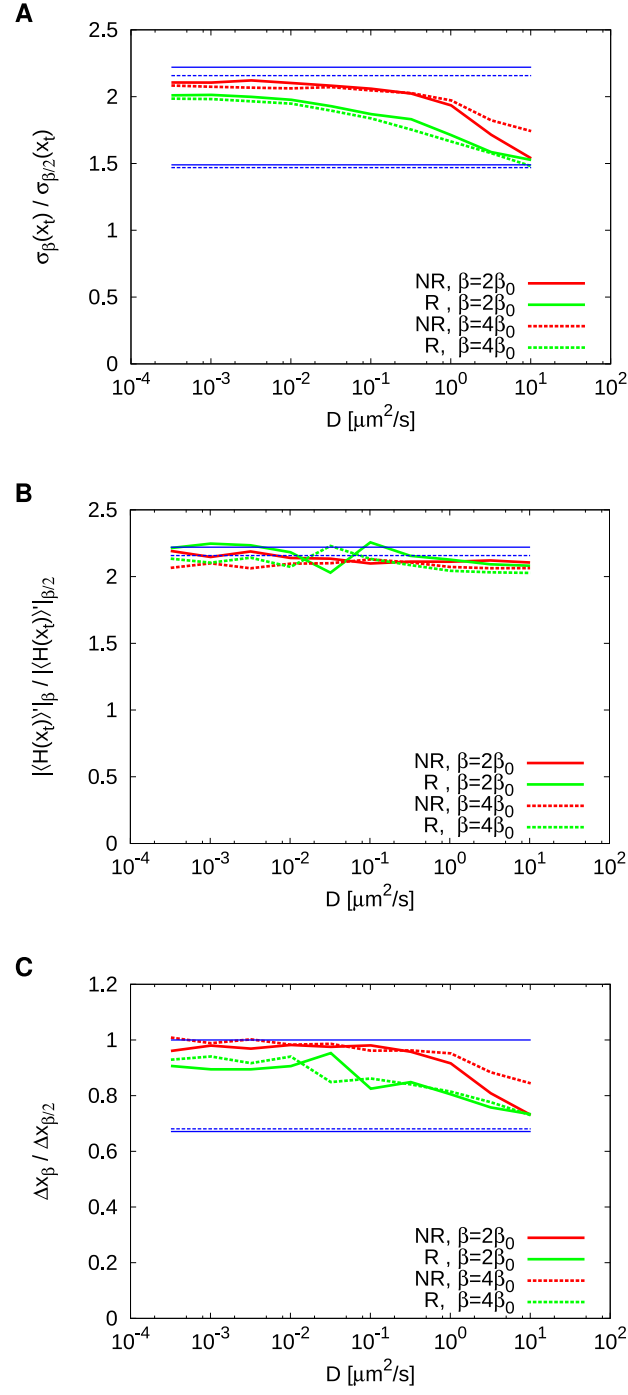 A
2.5
2
1.5
1
0.5
0
σβ(xt) / σβ/2(xt)
NR, β=2β0
R , β=2β0
NR, β=4β0
R, β=4β0
10-4 10-3 10-2 10-1 100 101 102
D [μm2/s]
B
2.5
2
1.5
1
0.5
0
|⟨H(xt)⟩'|β / |⟨H(xt)⟩'|β/2
NR, β=2β0
R , β=2β0
NR, β=4β0
R, β=4β0
10-4 10-3 10-2 10-1 100 101 102
D [μm2/s]
C
1.2
1
0.8
0.6
0.4
0.2
0
Δxβ / Δxβ/2
NR, β=2β0
R , β=2β0
NR, β=4β0
R, β=4β0
10-4 10-3 10-2 10-1 100 101 102
D [μm2/s]